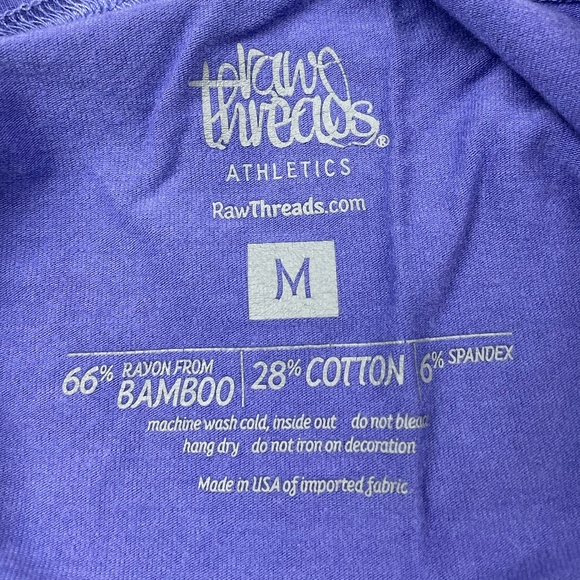 raw
threads®
ATHLETICS
RawThreads.com
M
66% RAYON FROM BAMBOO 28% COTTON 6% SPANDEX
machine wash cold, inside out do not bleac
hang dry do not iron on decoration
Made in USA of imported fabric